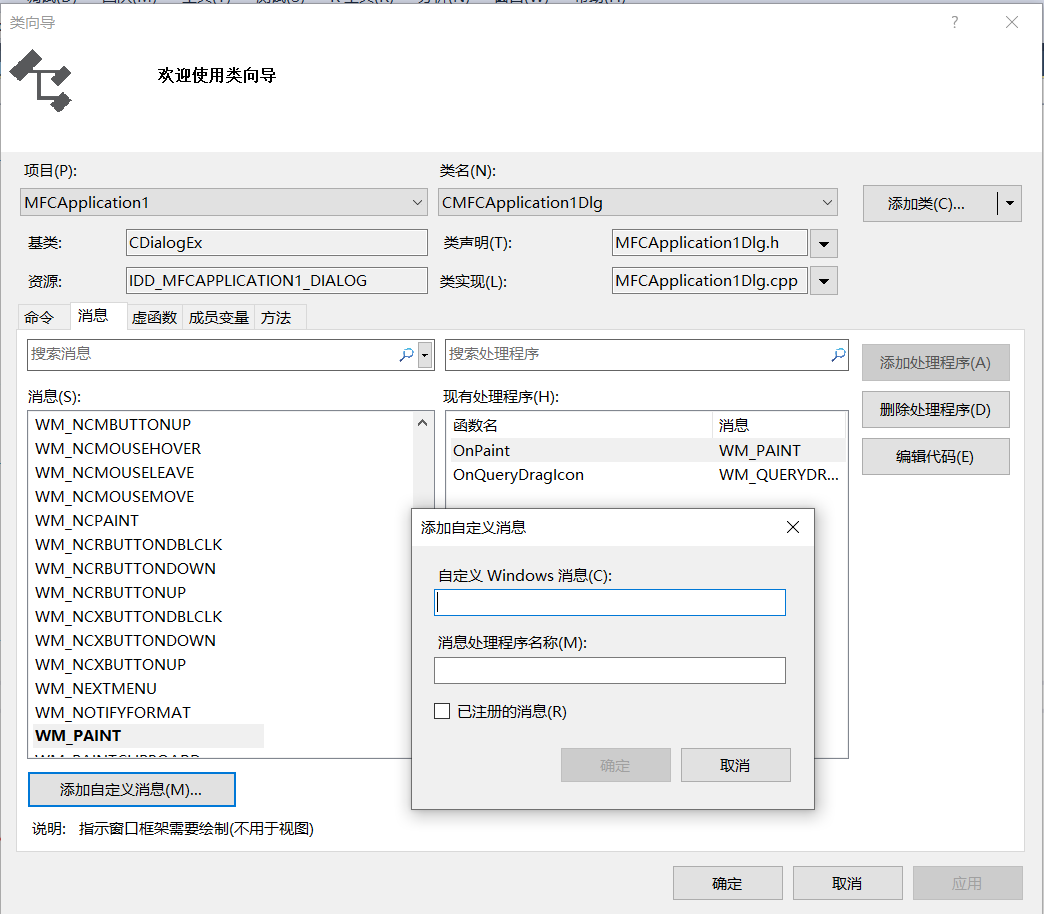 类向导
?
欢迎使用类向导
项目(P):
类名(N):
MFCApplication1
CMFCApplication1Dlg
添加类(C)...
基类:
CDialogEx
类声明(T):
MFCApplication1Dlg.h
资源:
IDD_MFCAPPLICATION1_DIALOG
类实现(L):
MFCApplication1Dlg.cpp
命令
消息
虚函数
成员变量
方法
搜索消息
搜索处理程序
添加处理程序(A)
消息(S):
现有处理程序(H):
删除处理程序(D)
编辑代码(E)
WM_NCMBUTTONUP
WM_NCMOUSEHOVER
WM_NCMOUSELEAVE
WM_NCMOUSEMOVE
WM_NCPAINT
WM_NCRBUTTONDBLCLK
WM_NCRBUTTONDOWN
WM_NCRBUTTONUP
WM_NCXBUTTONDBLCLK
WM_NCXBUTTONDOWN
WM_NCXBUTTONUP
WM_NEXTMENU
WM_NOTIFYFORMAT
WM_PAINT
函数名 消息
OnPaint WM_PAINT
OnQueryDragIcon WM_QUERYDR...
添加自定义消息
自定义 Windows 消息(C):
消息处理程序名称(M):
已注册的消息(R)
确定
取消
添加自定义消息(M)...
说明: 指示窗口框架需要绘制(不用于视图)
确定
取消
应用